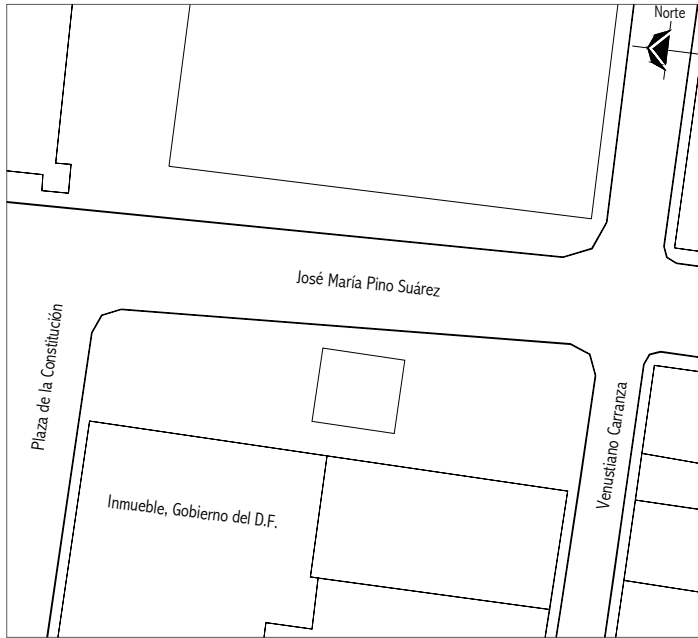 Norte
José María Pino Suárez
Plaza de la Constitución
Venustiano Carranza
Inmueble, Gobierno del D.F.